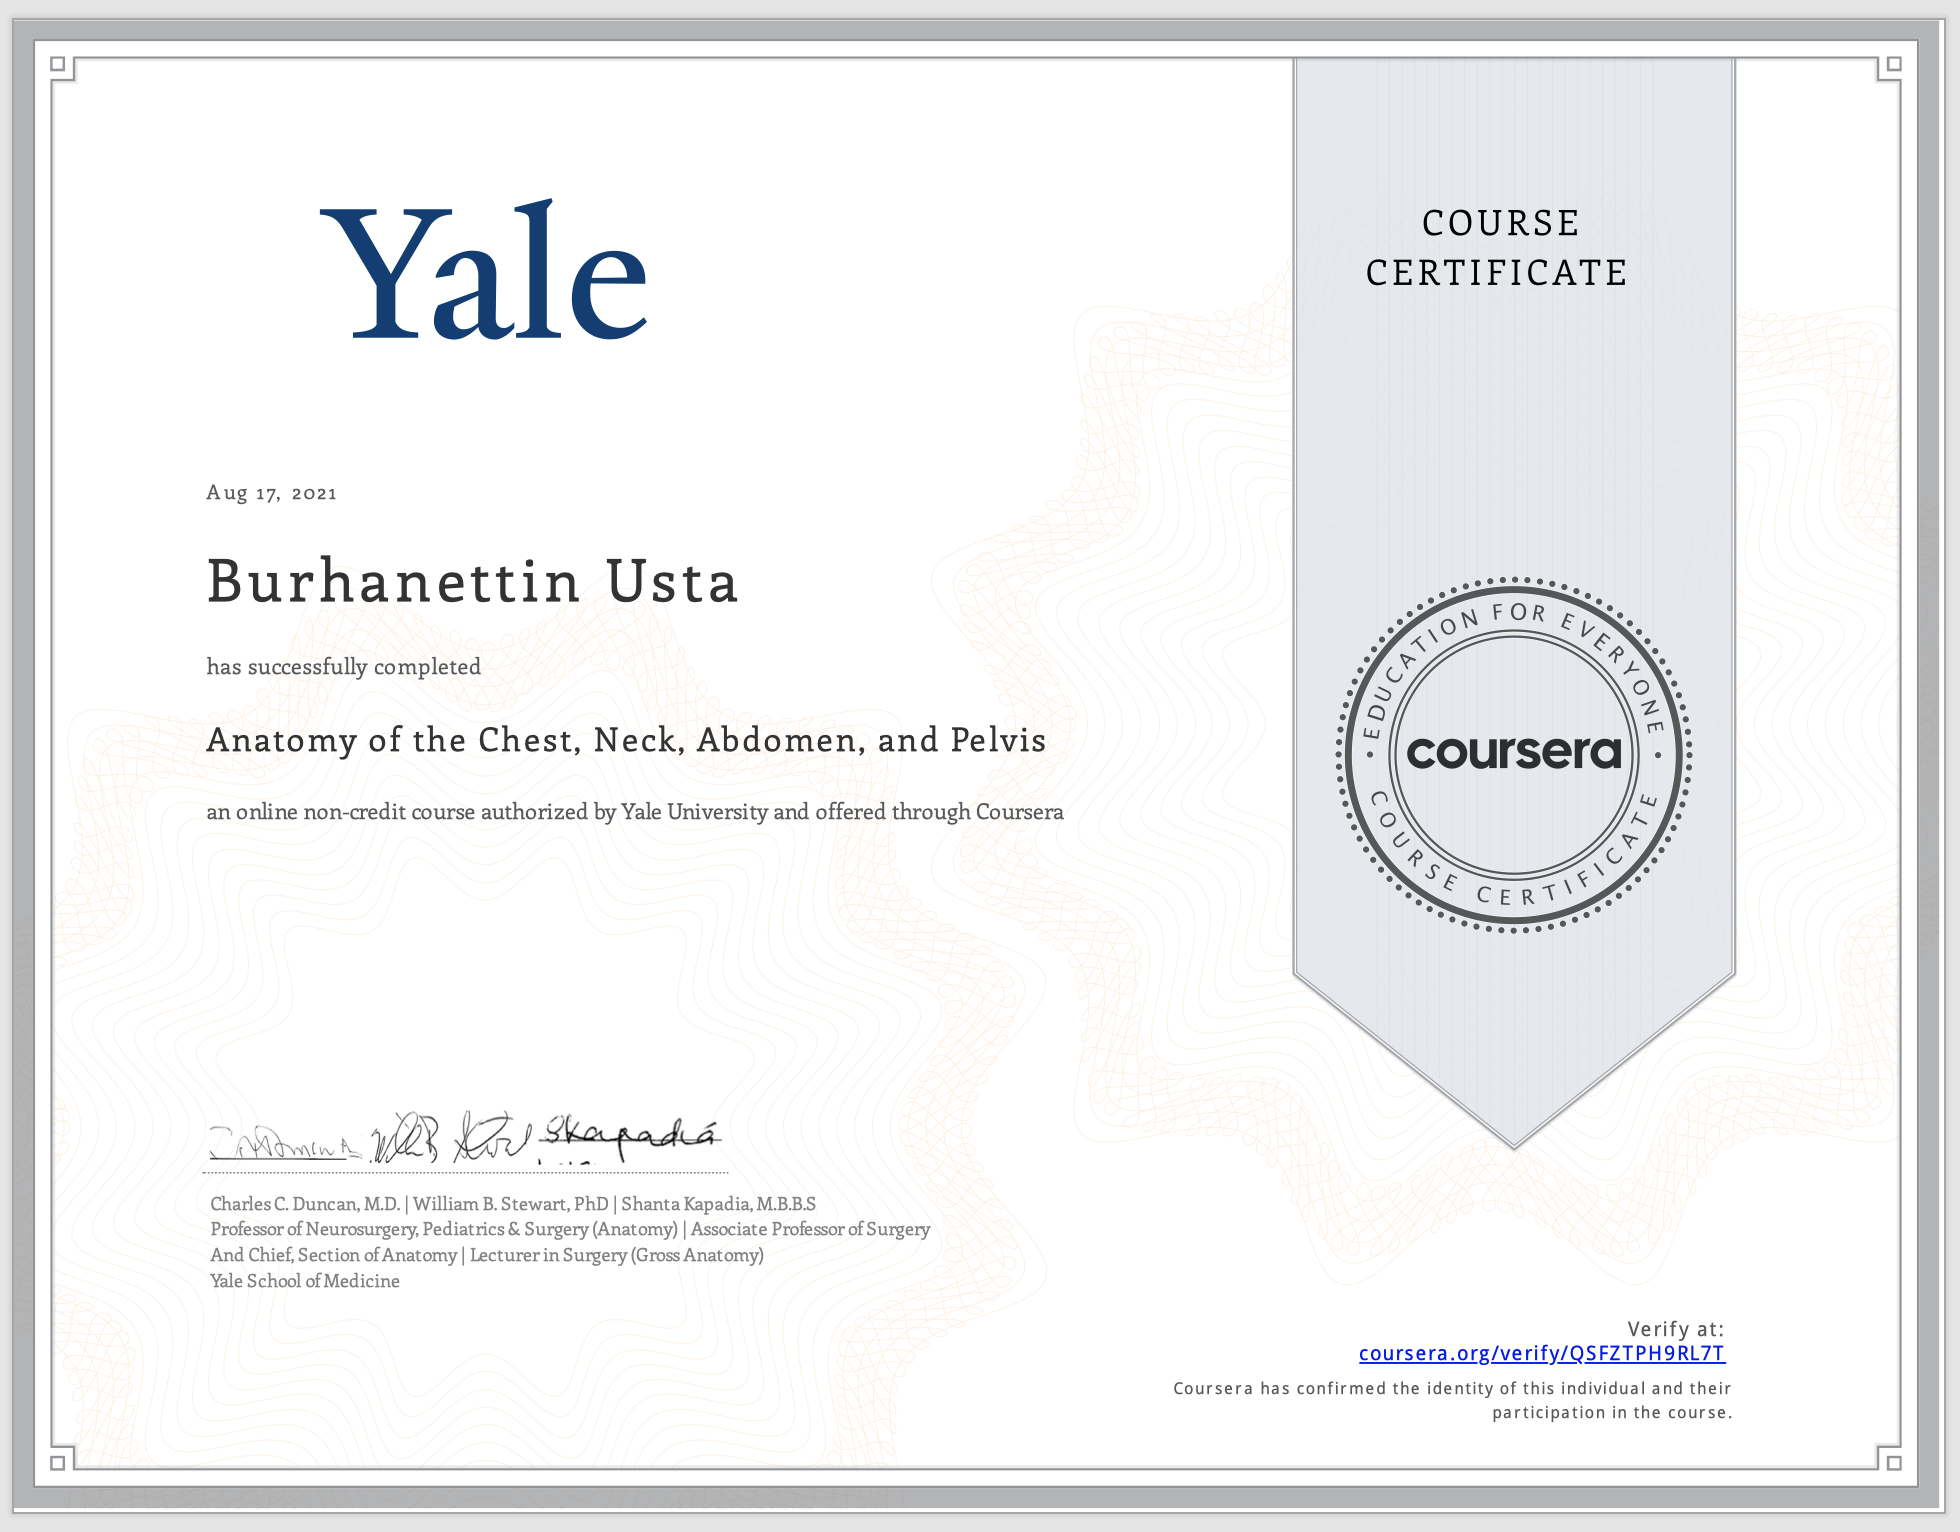 Yale
COURSE
CERTIFICATE
Aug 17, 2021
Burhanettin Usta
has successfully completed
Anatomy of the Chest, Neck, Abdomen, and Pelvis
an online non-credit course authorized by Yale University and offered through Coursera
EDUCATION FOR EVERYONE
coursera
COURSE CERTIFICATE
SKapadia
Charles C. Duncan, M.D. | William B. Stewart, PhD | Shanta Kapadia, M.B.B.S
Professor of Neurosurgery, Pediatrics & Surgery (Anatomy) | Associate Professor of Surgery
And Chief, Section of Anatomy | Lecturer in Surgery (Gross Anatomy)
Yale School of Medicine
Verify at:
coursera.org/verify/QSFZTPH9RL7T
Coursera has confirmed the identity of this individual and their
participation in the course.